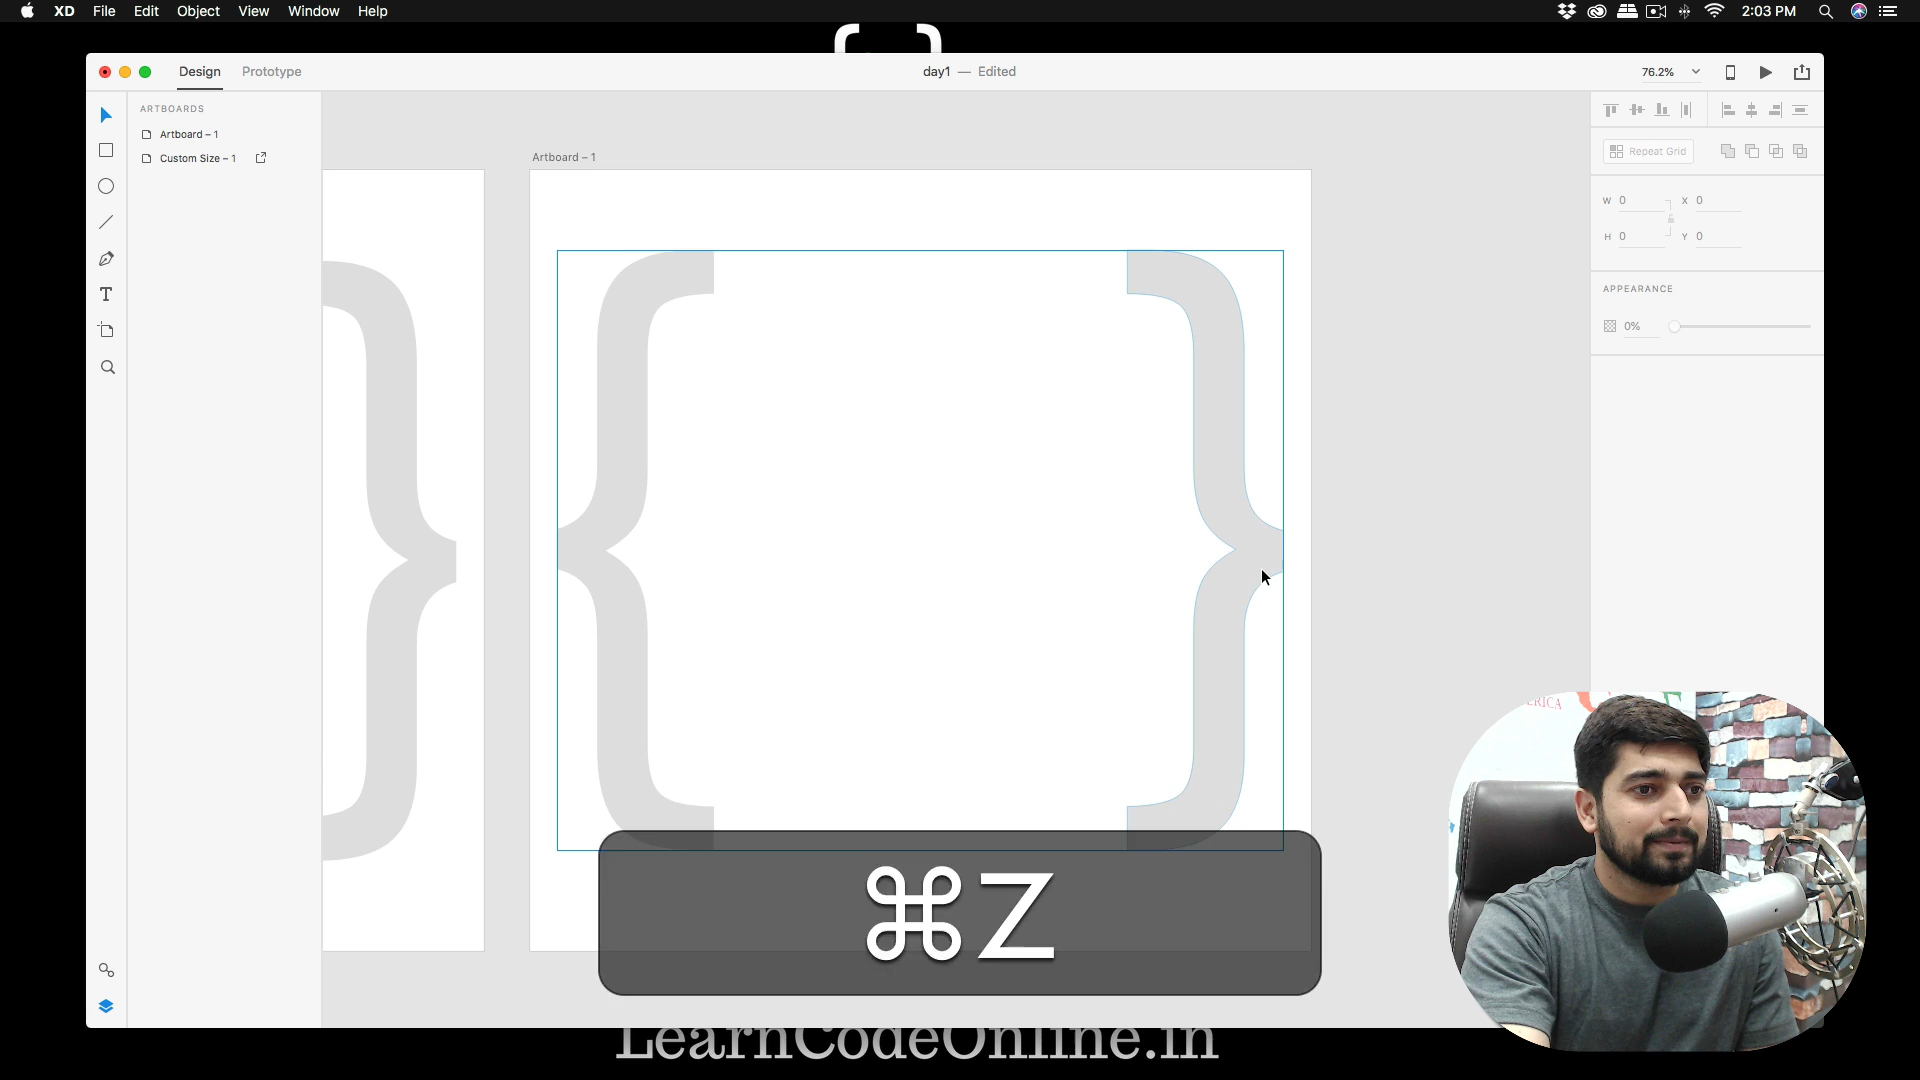 XD File Edit Object View Window Help 2:03 PM
Design Prototype day1 — Edited 76.2%
ARTBOARDS
Artboard – 1
Custom Size – 1
Artboard – 1
{ }
Repeat Grid
W 0 X 0
H 0 Y 0
APPEARANCE
0%
⌘Z
LearnCodeOnline.in